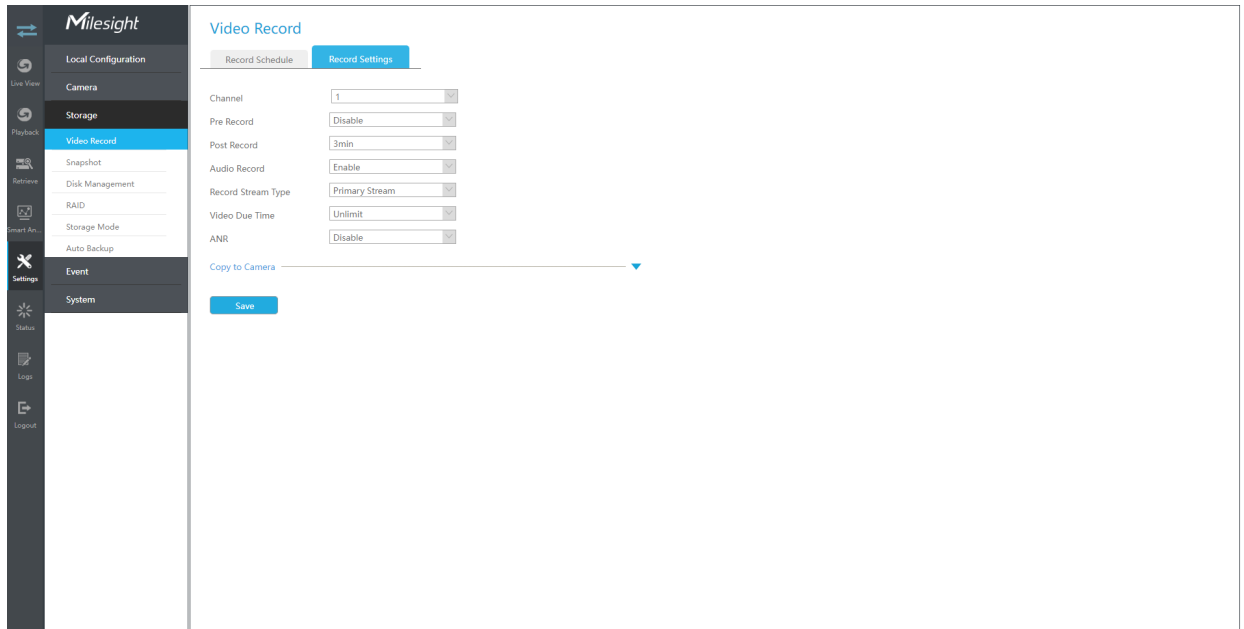 Milesight
Live View
Playback
Retrieve
Smart An...
Settings
Status
Logs
Logout
Local Configuration
Camera
Storage
Video Record
Snapshot
Disk Management
RAID
Storage Mode
Auto Backup
Event
System
Video Record
Record Schedule Record Settings
Channel 1
Pre Record Disable
Post Record 3min
Audio Record Enable
Record Stream Type Primary Stream
Video Due Time Unlimit
ANR Disable
Copy to Camera
Save